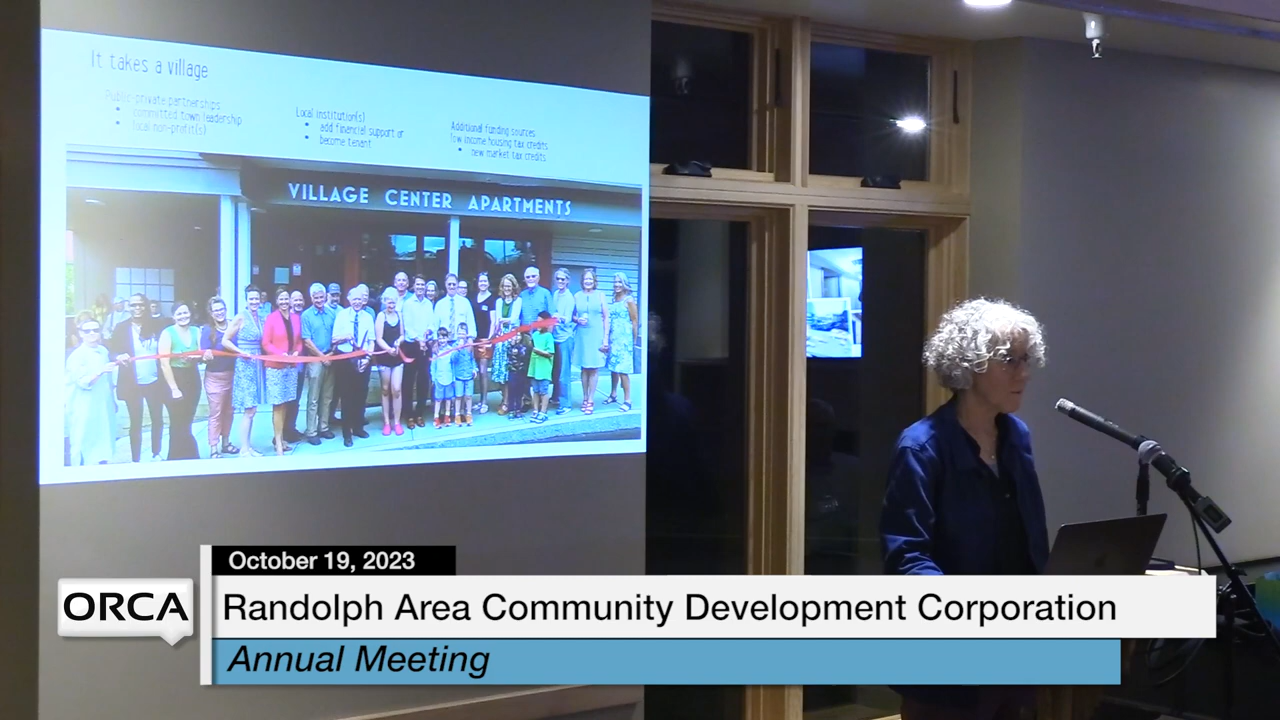 It takes a village
Public-private partnerships
committed town leadership
local non-profit(s)
Local institution(s)
add financial support or
become tenant
Additional funding sources
low income housing tax credits
new market tax credits
VILLAGE CENTER APARTMENTS
October 19, 2023
ORCA
Randolph Area Community Development Corporation
Annual Meeting